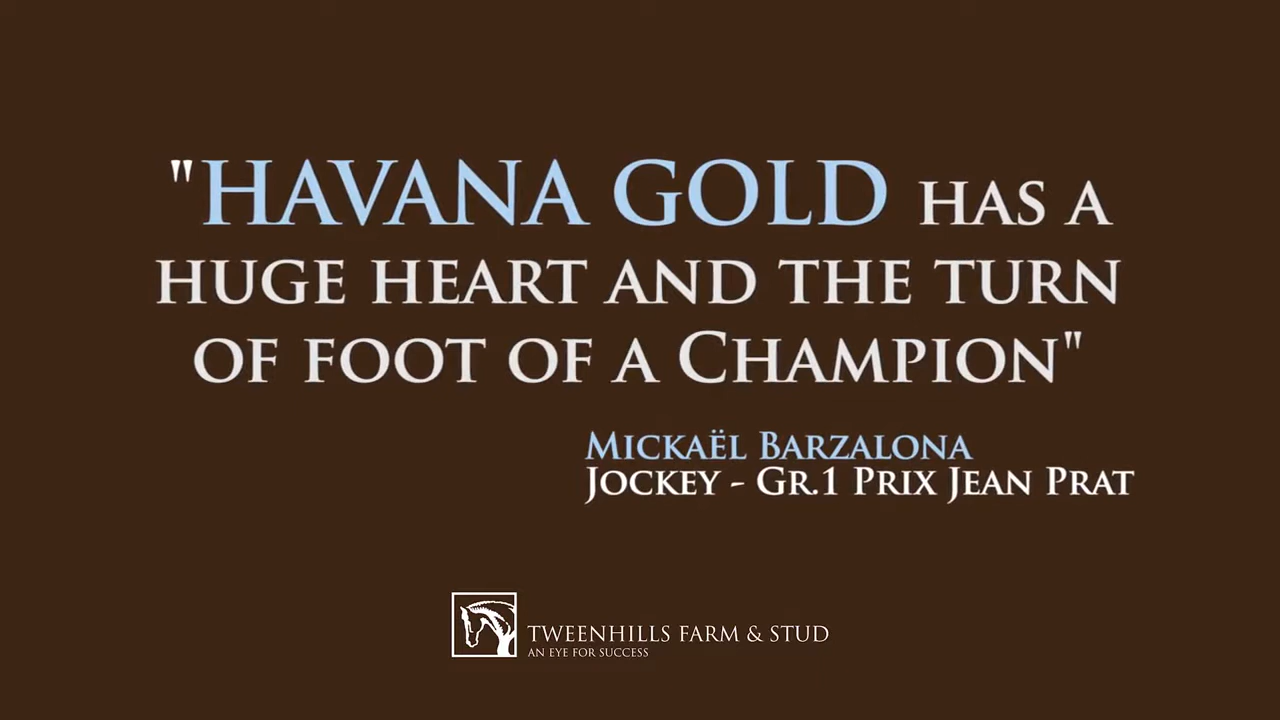 "HAVANA GOLD HAS A
HUGE HEART AND THE TURN
OF FOOT OF A CHAMPION"
MICKAËL BARZALONA
JOCKEY - GR.1 PRIX JEAN PRAT
TWEENHILLS FARM & STUD
AN EYE FOR SUCCESS